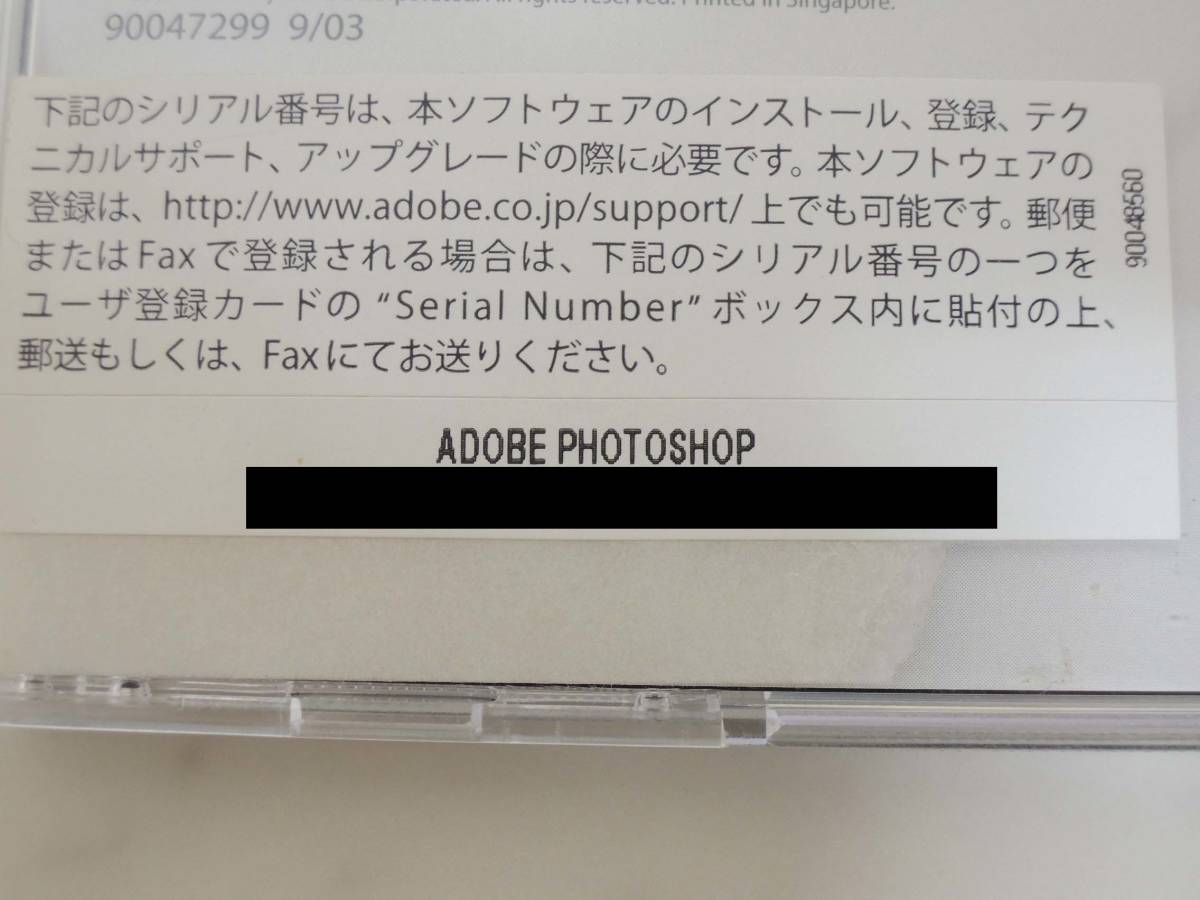 All rights reserved. Printed in Singapore.
90047299 9/03
下記のシリアル番号は、本ソフトウェアのインストール、登録、テク
ニカルサポート、アップグレードの際に必要です。本ソフトウェアの
登録は、http://www.adobe.co.jp/support/上でも可能です。郵便
またはFaxで登録される場合は、下記のシリアル番号の一つを
ユーザ登録カードの“Serial Number”ボックス内に貼付の上、
郵送もしくは、Faxにてお送りください。
90048560
ADOBE PHOTOSHOP